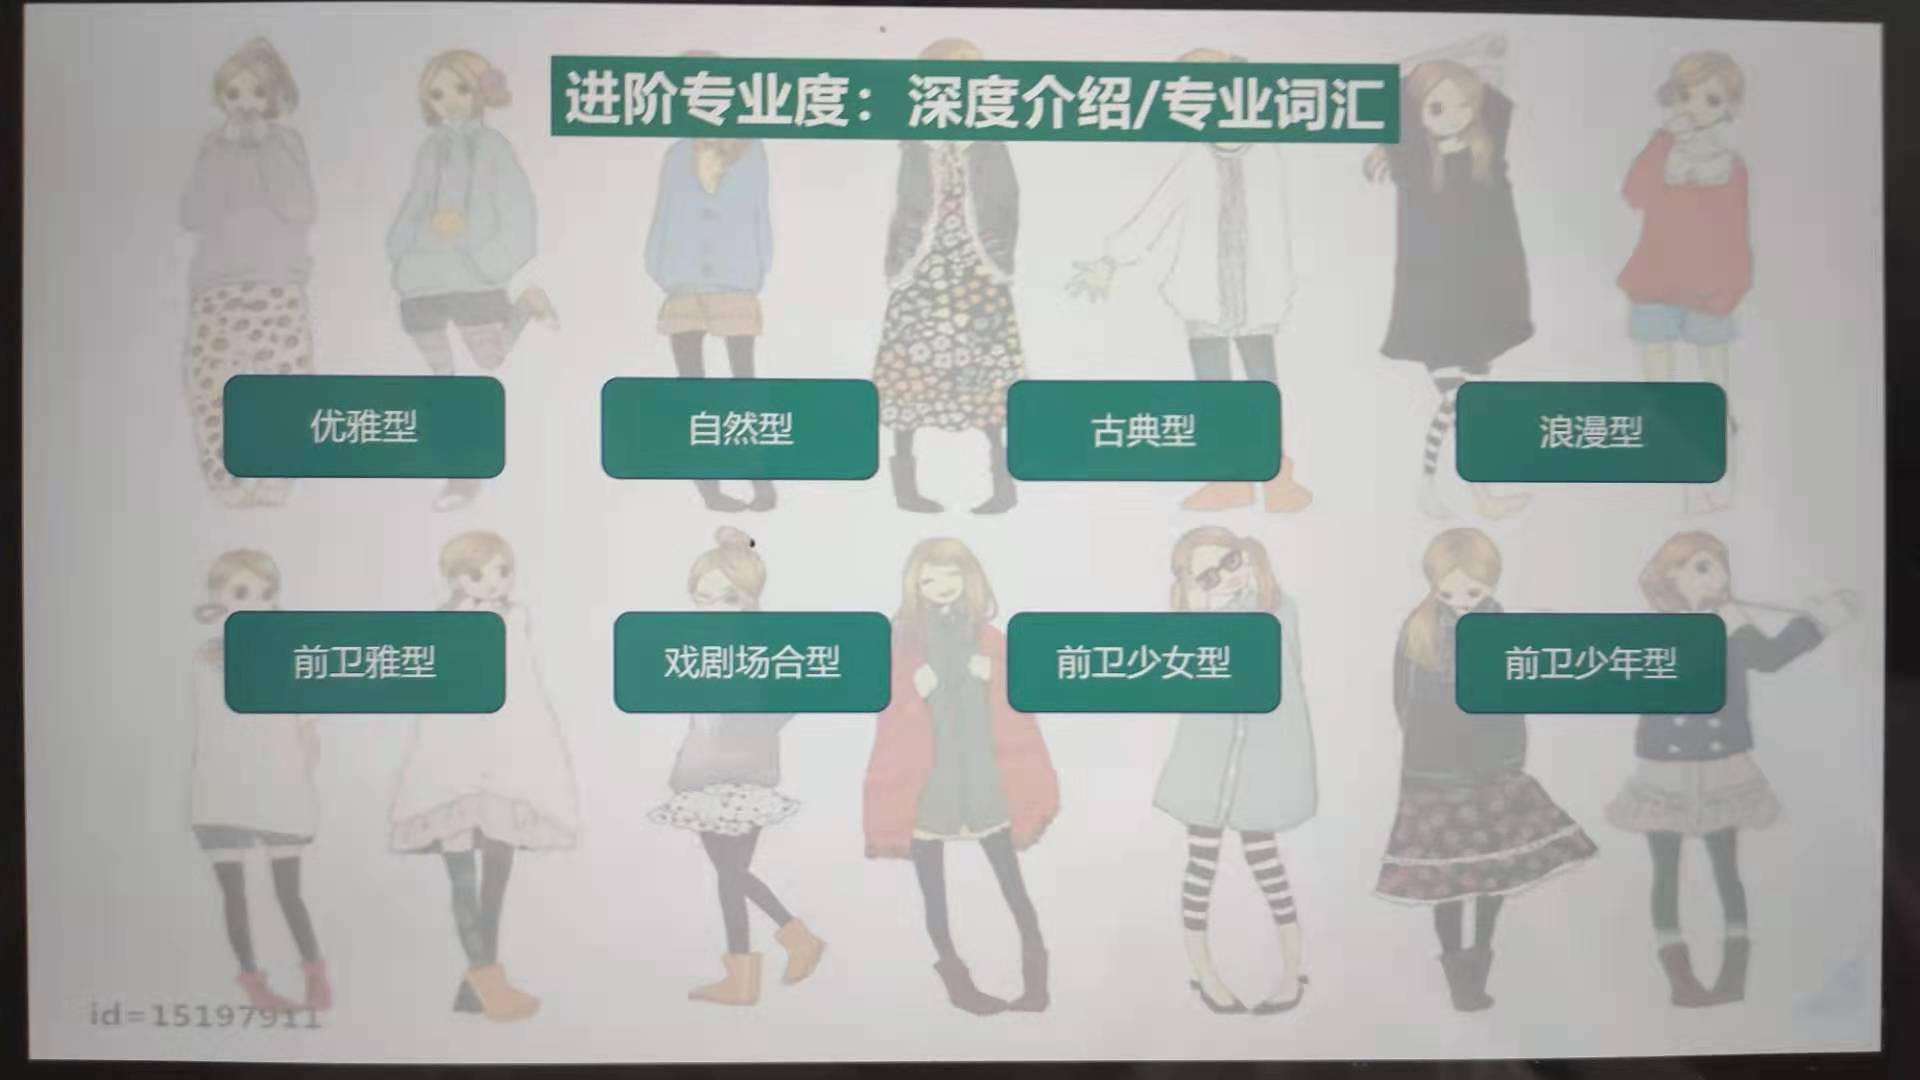 进阶专业度：深度介绍/专业词汇
优雅型
自然型
古典型
浪漫型
前卫雅型
戏剧场合型
前卫少女型
前卫少年型
id=15197911